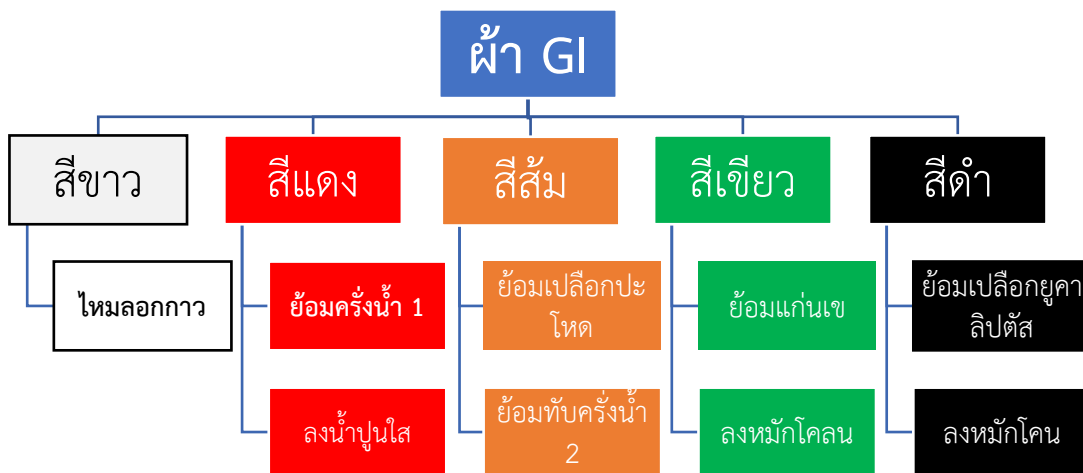 ผ้า GI
สีขาว
สีแดง
สีส้ม
สีเขียว
สีดำ
ไหมลอกกาว
ย้อมครั่งน้ำ 1
ย้อมเปลือกปะ
โหด
ย้อมแก่นเข
ย้อมเปลือกยูคา
ลิปตัส
ลงน้ำปูนใส
ย้อมทับครั่งน้ำ
2
ลงหมักโคลน
ลงหมักโคน